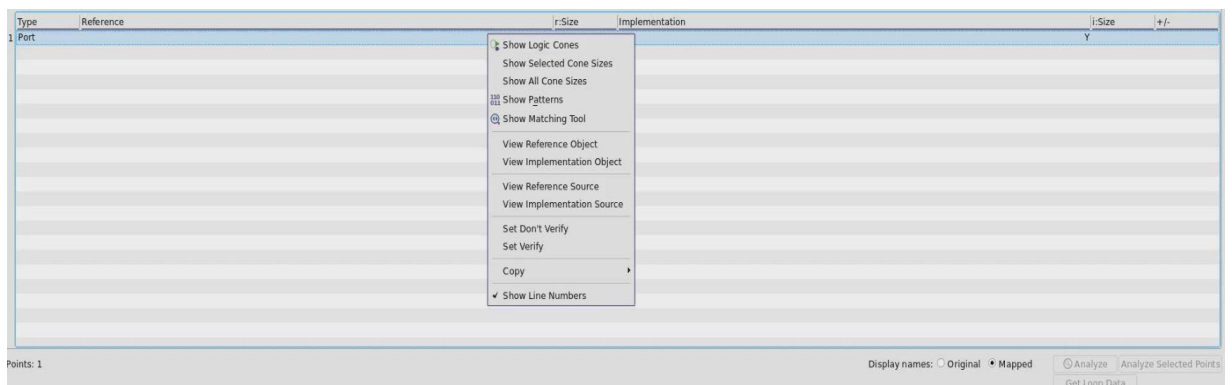 Type Reference r:Size Implementation i:Size +/-
1 Port Y
Show Logic Cones
Show Selected Cone Sizes
Show All Cone Sizes
110 011 Show Patterns
Show Matching Tool
View Reference Object
View Implementation Object
View Reference Source
View Implementation Source
Set Don't Verify
Set Verify
Copy
Show Line Numbers
Points: 1 Display names: Original Mapped Analyze Analyze Selected Points
Get Loop Data